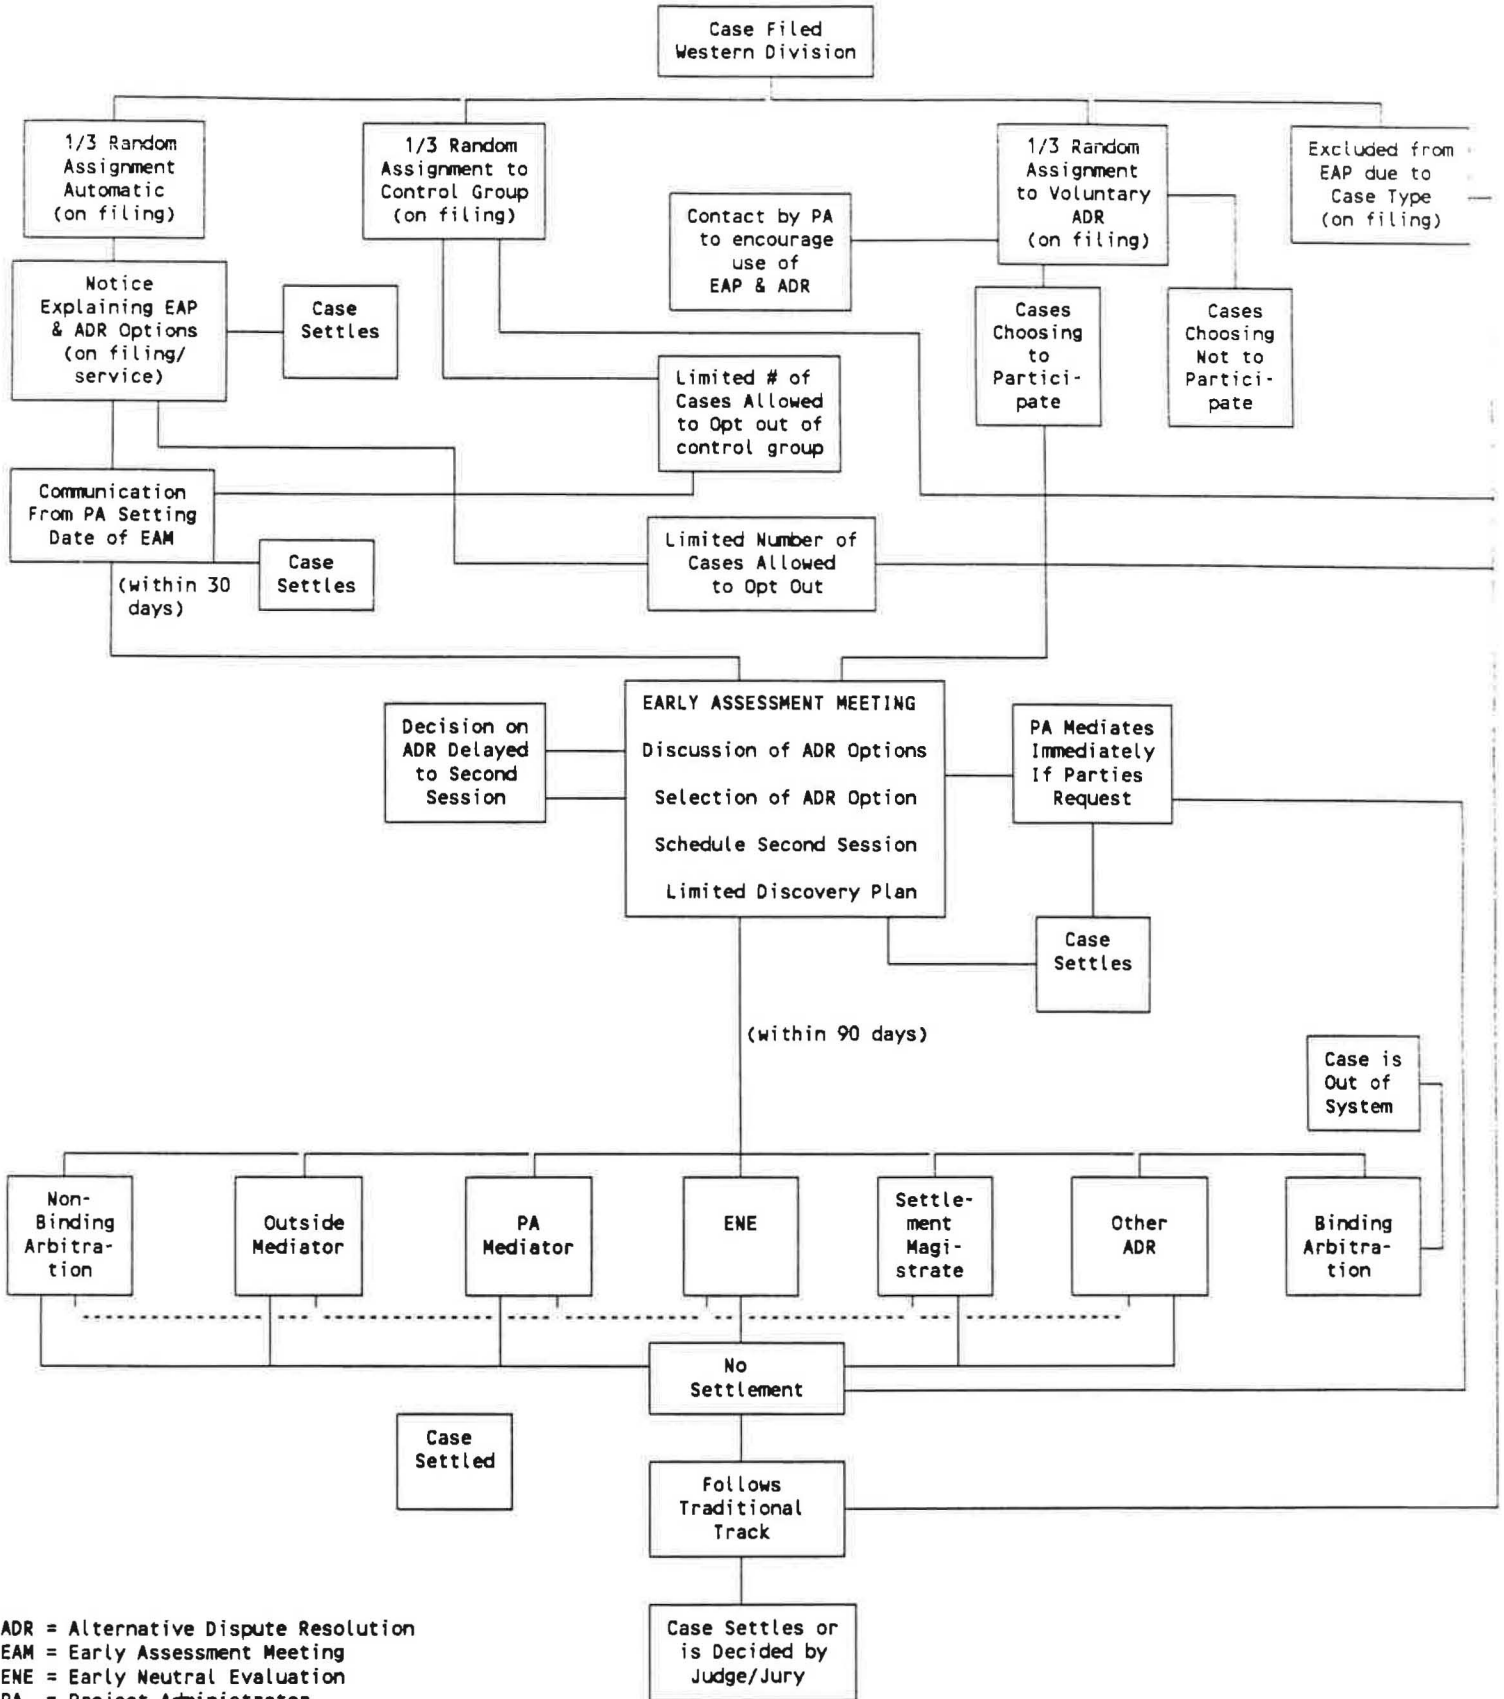 Case Filed
Western Division
1/3 Random
Assignment
Automatic
(on filing)
1/3 Random
Assignment to
Control Group
(on filing)
1/3 Random
Assignment
to Voluntary
ADR
(on filing)
Excluded from
EAP due to
Case Type
(on filing)
Contact by PA
to encourage
use of
EAP & ADR
Notice
Explaining EAP
& ADR Options
(on filing/
service)
Case
Settles
Cases
Choosing
to
Partici-
pate
Cases
Choosing
Not to
Partici-
pate
Limited # of
Cases Allowed
to Opt out of
control group
Communication
From PA Setting
Date of EAM
Case
Settles
(within 30
days)
Limited Number of
Cases Allowed
to Opt Out
Decision on
ADR Delayed
to Second
Session
EARLY ASSESSMENT MEETING
Discussion of ADR Options
Selection of ADR Option
Schedule Second Session
Limited Discovery Plan
PA Mediates
Immediately
If Parties
Request
Case
Settles
(within 90 days)
Case is
Out of
System
Non-
Binding
Arbitra-
tion
Outside
Mediator
PA
Mediator
ENE
Settle-
ment
Magi-
strate
Other
ADR
Binding
Arbitra-
tion
No
Settlement
Case
Settled
Follows
Traditional
Track
Case Settles or
is Decided by
Judge/Jury
ADR = Alternative Dispute Resolution
EAM = Early Assessment Meeting
ENE = Early Neutral Evaluation
PA = Project Administrator